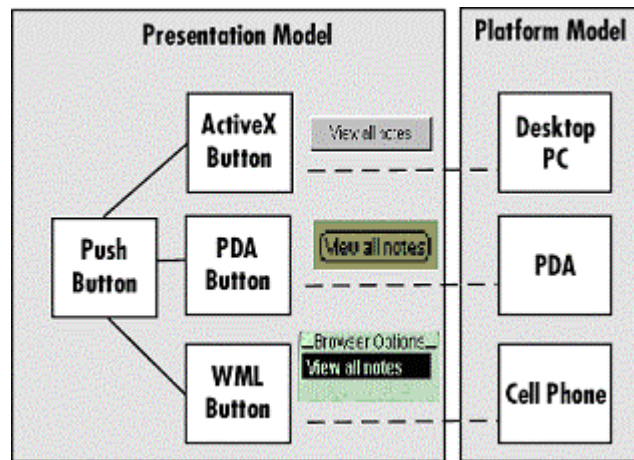 Presentation Model
Platform Model
ActiveX
Button
View all notes
Desktop
PC
Push
Button
PDA
Button
View all notes
PDA
WML
Button
Browser Options
View all notes
Cell Phone